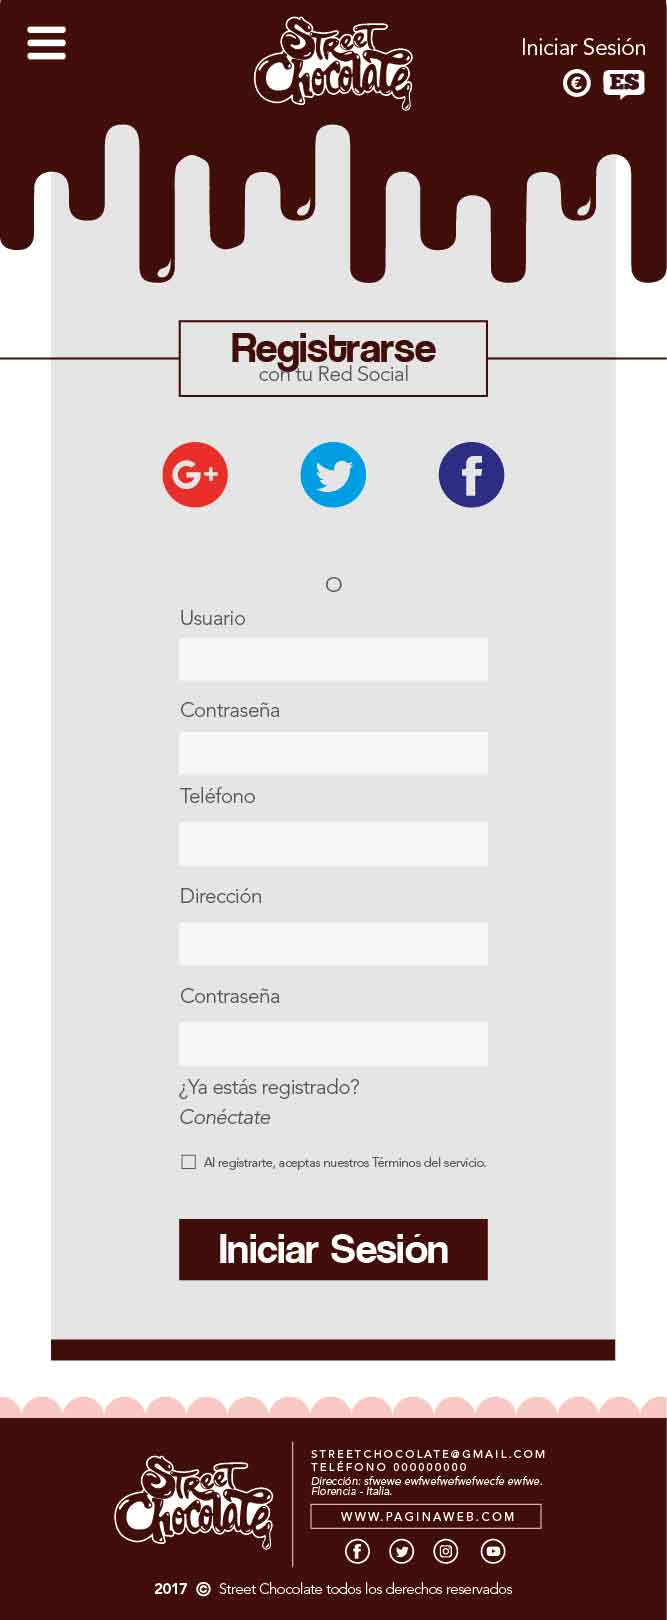 Street
Chocolate
Iniciar Sesión
€
ES
Registrarse
con tu Red Social
G+
f
O
Usuario
Contraseña
Teléfono
Dirección
Contraseña
¿Ya estás registrado?
Conéctate
Al registrarte, aceptas nuestros Términos del servicio.
Iniciar Sesión
Street
Chocolate
STREETCHOCOLATE@GMAIL.COM
TELÉFONO 000000000
Dirección: sfwewe ewfwefwefwefwecfe ewfwe.
Florencia - Italia.
WWW.PAGINAWEB.COM
f
2017 © Street Chocolate todos los derechos reservados